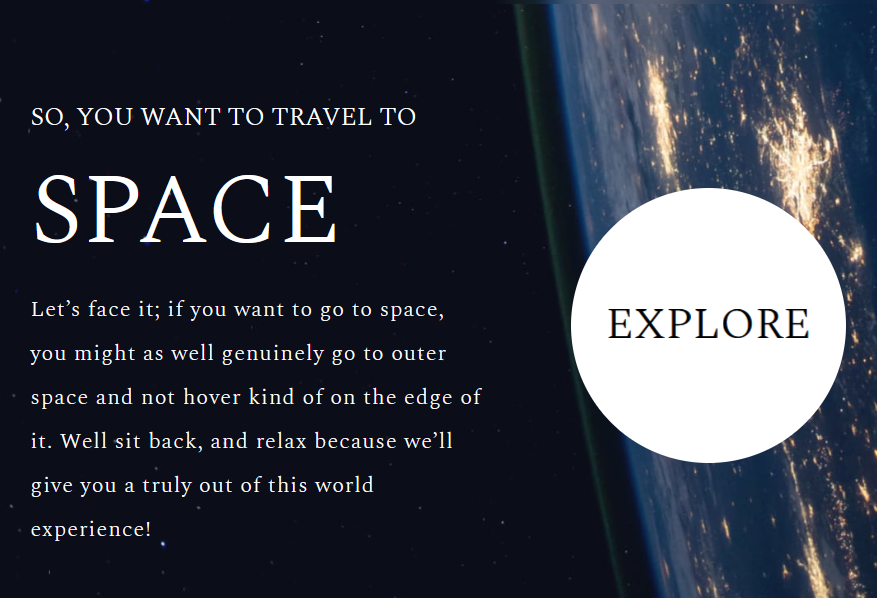 SO, YOU WANT TO TRAVEL TO
SPACE
Let’s face it; if you want to go to space,
you might as well genuinely go to outer
space and not hover kind of on the edge of
it. Well sit back, and relax because we’ll
give you a truly out of this world
experience!
EXPLORE